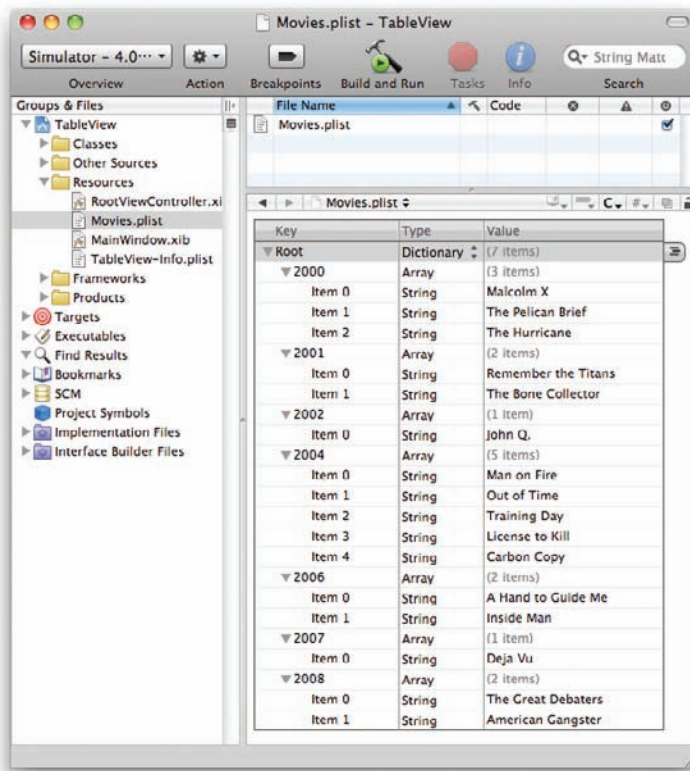 Movies.plist – TableView
Simulator – 4.0···
String Matc
Overview
Action
Breakpoints
Build and Run
Tasks
Info
Search
Groups & Files
TableView
Classes
Other Sources
Resources
RootViewController.xi
Movies.plist
MainWindow.xib
TableView-Info.plist
Frameworks
Products
Targets
Executables
Find Results
Bookmarks
SCM
Project Symbols
Implementation Files
Interface Builder Files
File Name Code
Movies.plist
Movies.plist C #
Key Type Value
Root Dictionary (7 items)
2000 Array (3 items)
Item 0 String Malcolm X
Item 1 String The Pelican Brief
Item 2 String The Hurricane
2001 Array (2 items)
Item 0 String Remember the Titans
Item 1 String The Bone Collector
2002 Array (1 item)
Item 0 String John Q.
2004 Array (5 items)
Item 0 String Man on Fire
Item 1 String Out of Time
Item 2 String Training Day
Item 3 String License to Kill
Item 4 String Carbon Copy
2006 Array (2 items)
Item 0 String A Hand to Guide Me
Item 1 String Inside Man
2007 Array (1 item)
Item 0 String Deja Vu
2008 Array (2 items)
Item 0 String The Great Debaters
Item 1 String American Gangster